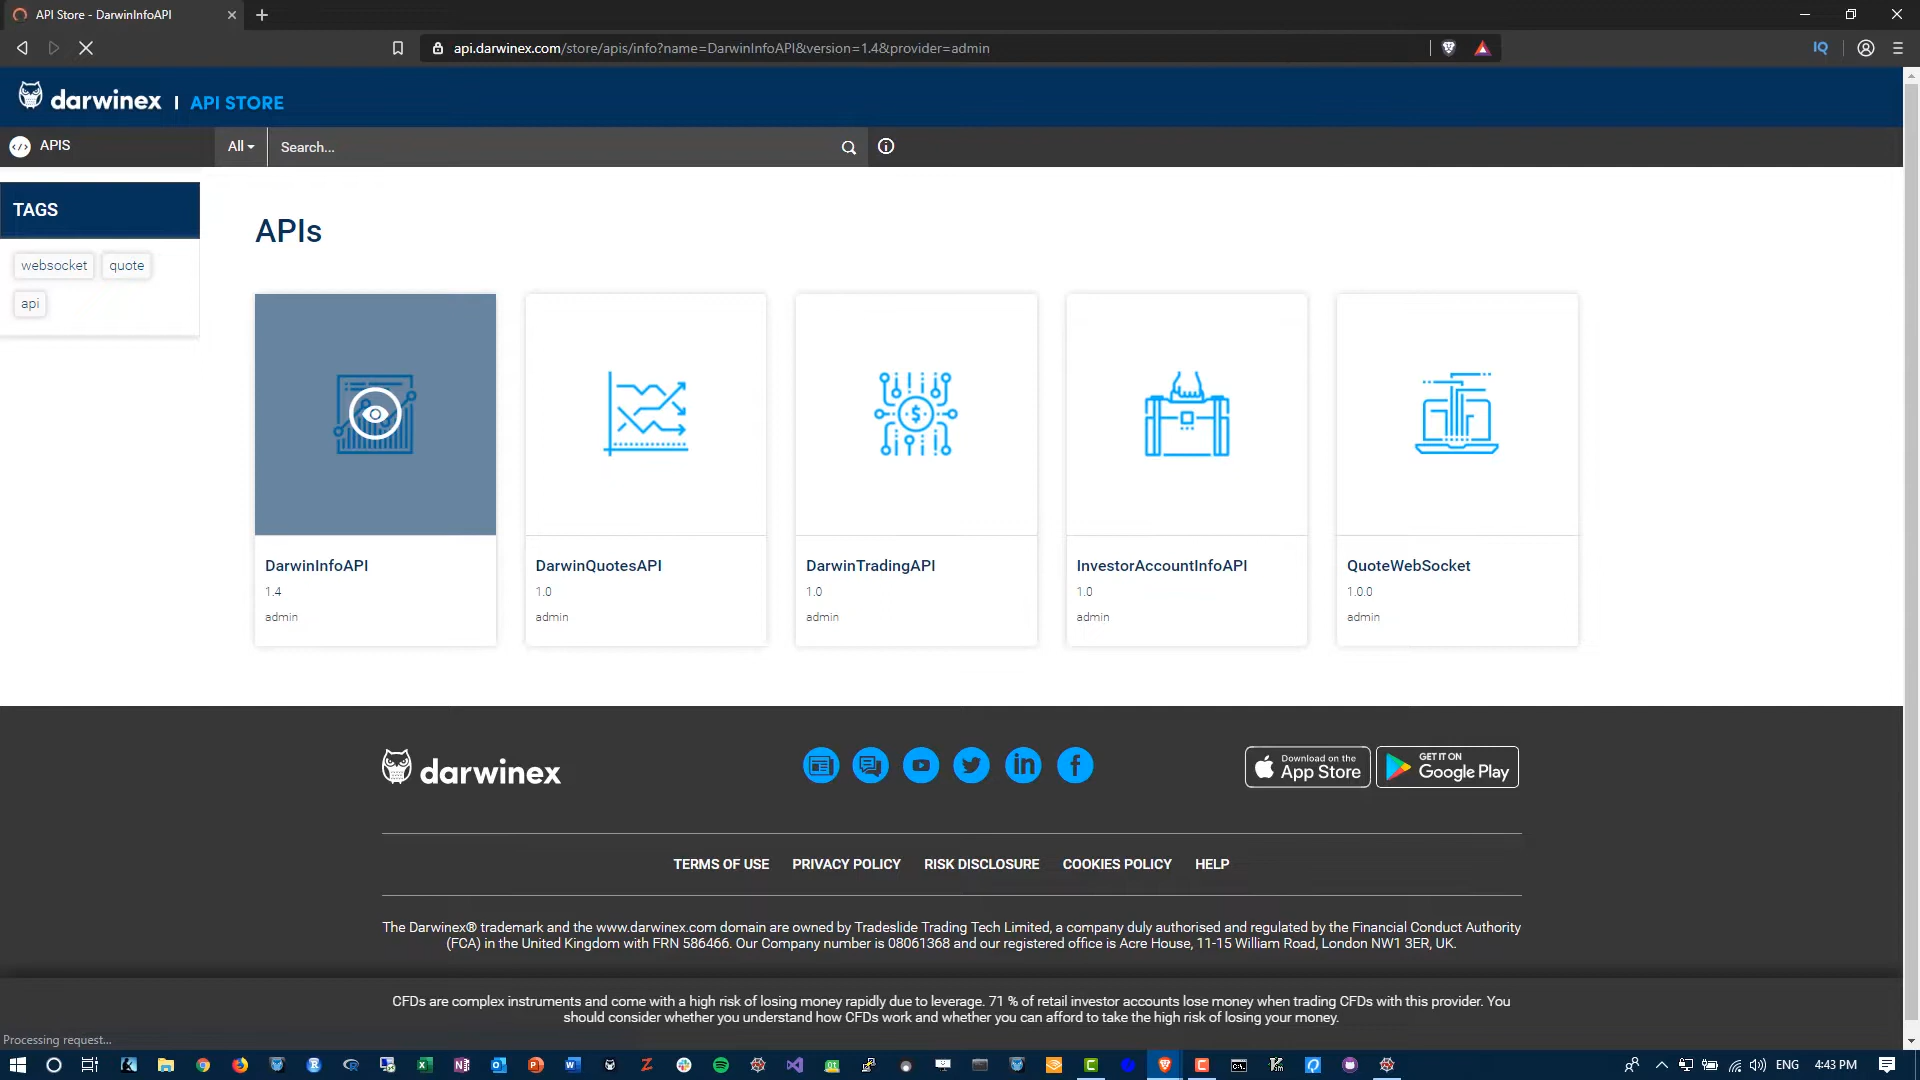 API Store - DarwinInfoAPI
api.darwinex.com/store/apis/info?name=DarwinInfoAPI&version=1.4&provider=admin
IQ
darwinex | API STORE
APIS
All
Search...
TAGS
websocket quote
api
APIs
DarwinInfoAPI
1.4
admin
DarwinQuotesAPI
1.0
admin
DarwinTradingAPI
1.0
admin
InvestorAccountInfoAPI
1.0
admin
QuoteWebSocket
1.0.0
admin
darwinex
Download on the
App Store
GET IT ON
Google Play
TERMS OF USE PRIVACY POLICY RISK DISCLOSURE COOKIES POLICY HELP
The Darwinex® trademark and the www.darwinex.com domain are owned by Tradeslide Trading Tech Limited, a company duly authorised and regulated by the Financial Conduct Authority
(FCA) in the United Kingdom with FRN 586466. Our Company number is 08061368 and our registered office is Acre House, 11-15 William Road, London NW1 3ER, UK.
CFDs are complex instruments and come with a high risk of losing money rapidly due to leverage. 71 % of retail investor accounts lose money when trading CFDs with this provider. You
should consider whether you understand how CFDs work and whether you can afford to take the high risk of losing your money.
Processing request...
ENG
4:43 PM